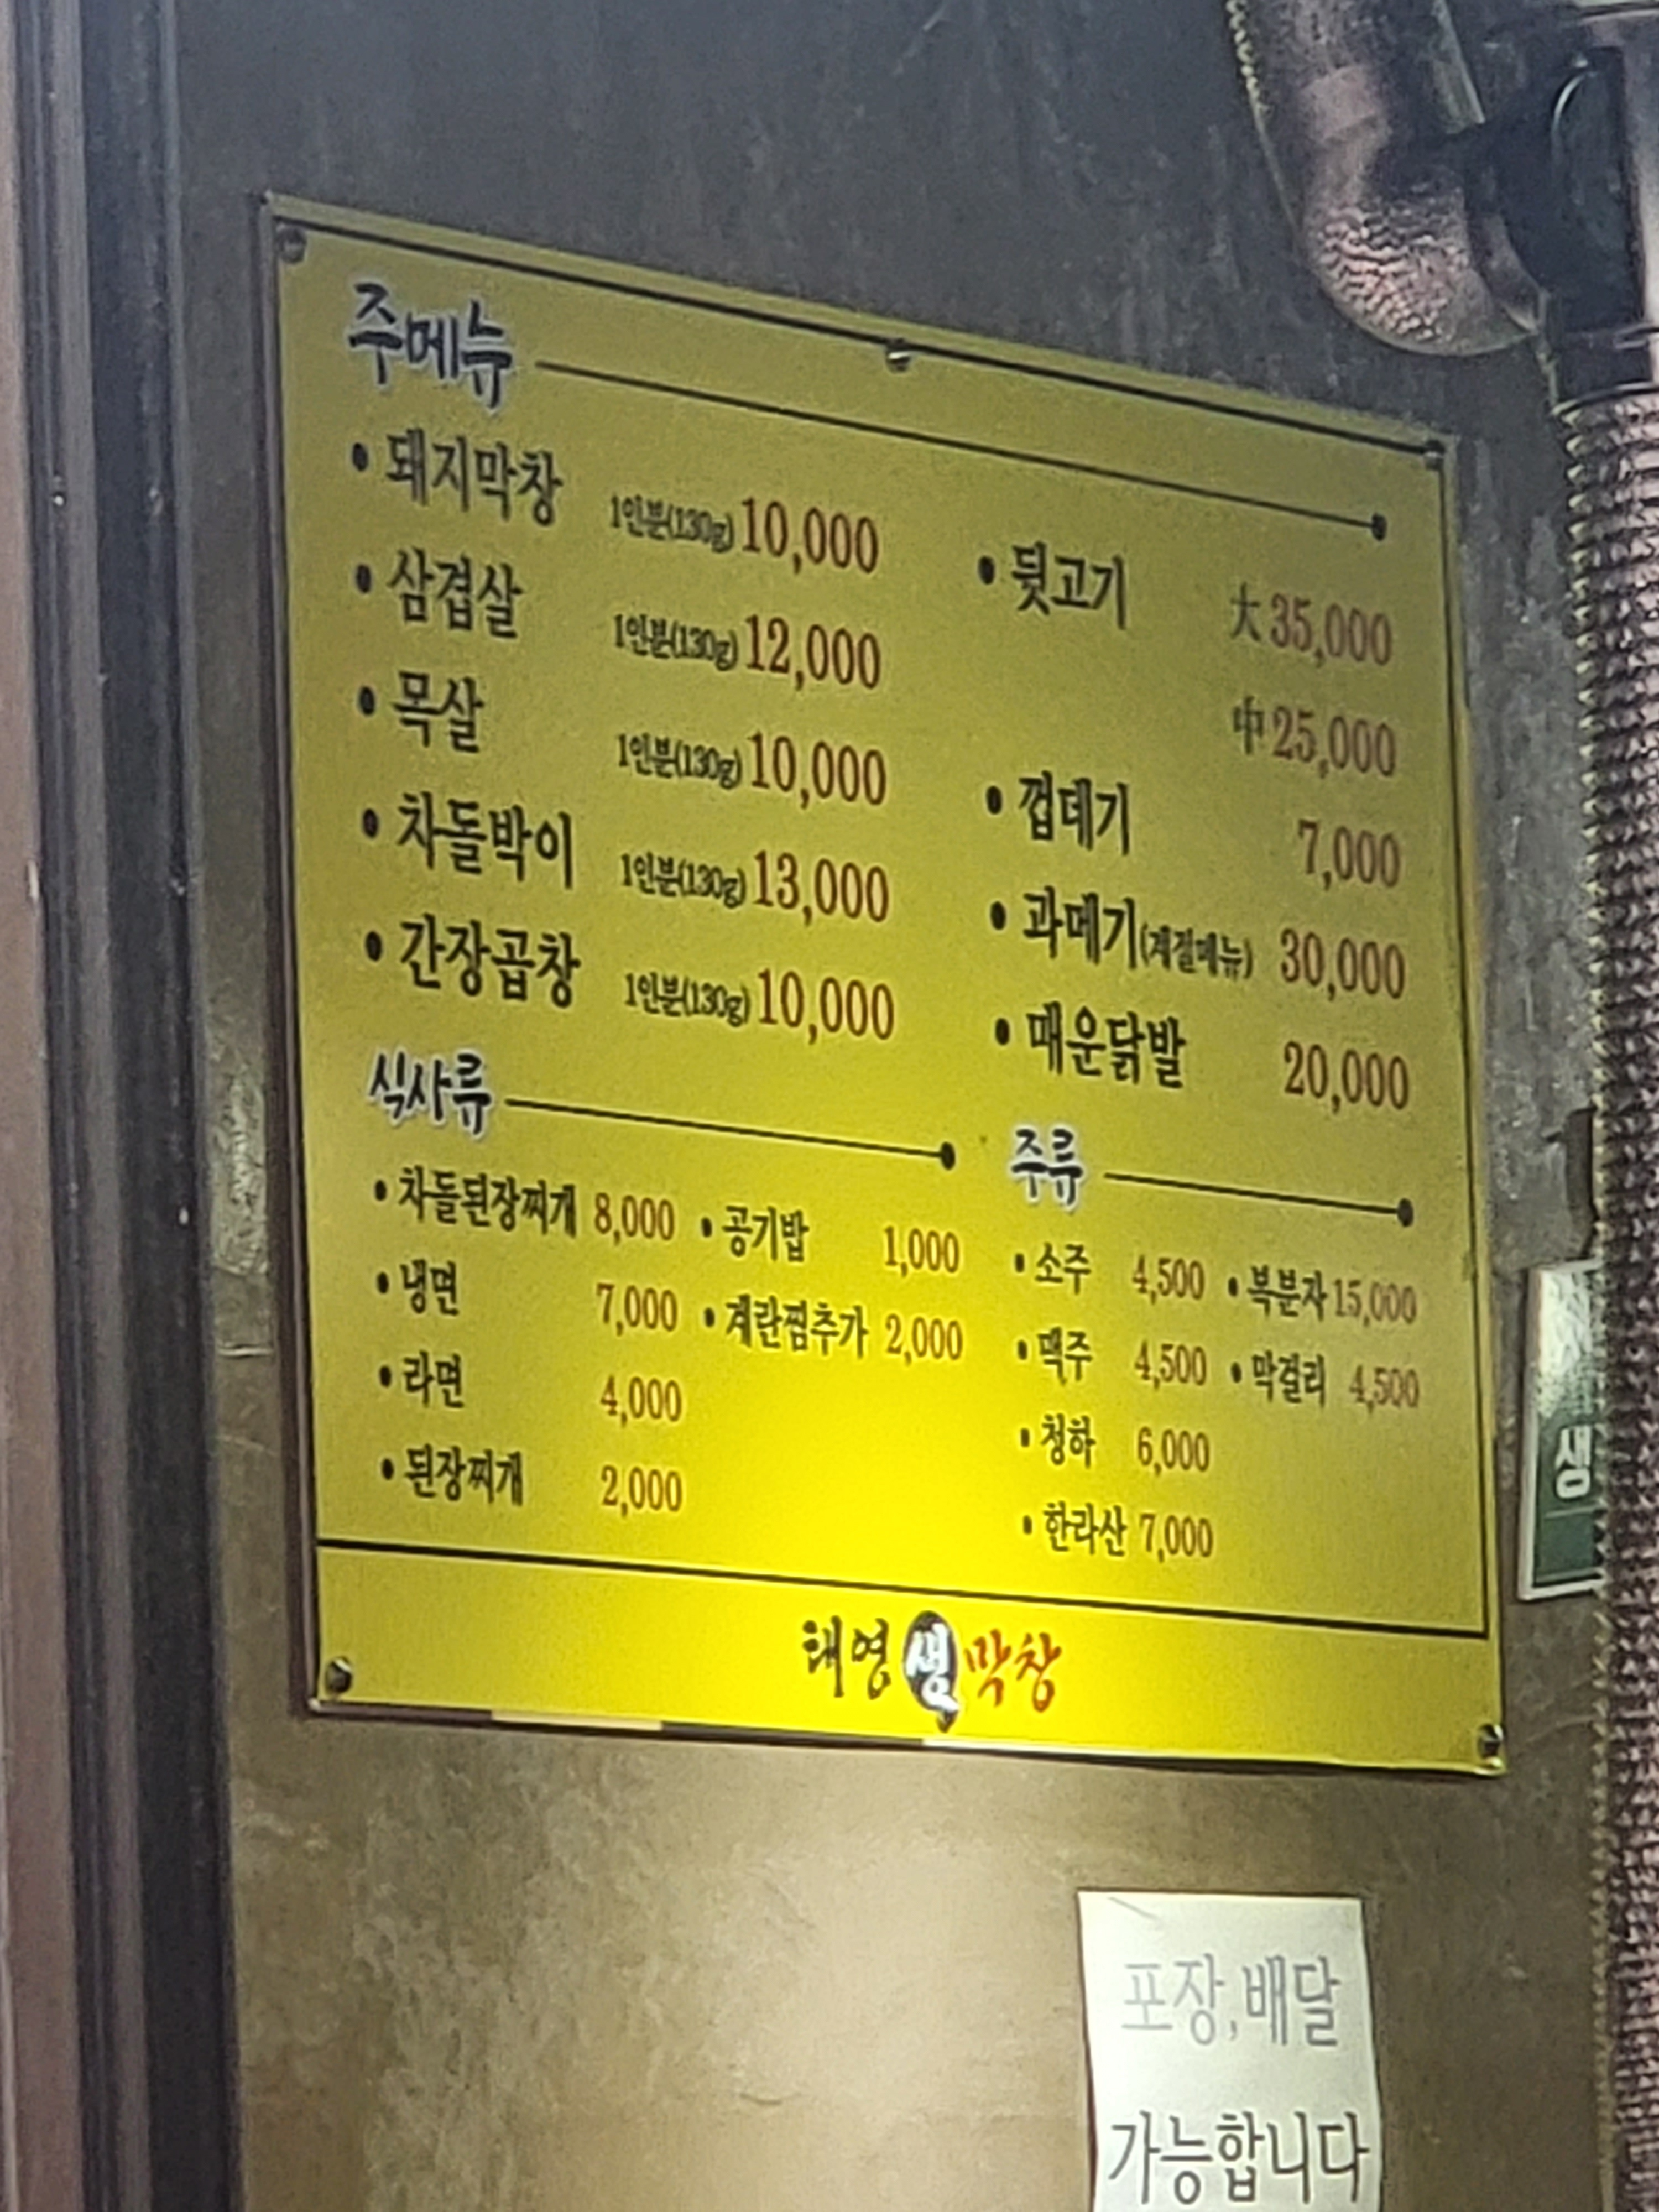 주메뉴
• 돼지막창 1인분(130g) 10,000
• 삼겹살 1인분(130g) 12,000
• 목살 1인분(130g) 10,000
• 차돌박이 1인분(130g) 13,000
• 간장곱창 1인분(130g) 10,000
• 뒷고기 大 35,000
中 25,000
• 껍데기 7,000
• 과메기(계절메뉴) 30,000
• 매운닭발 20,000
식사류
• 차돌된장찌개 8,000
• 냉면 7,000
• 라면 4,000
• 된장찌개 2,000
• 공기밥 1,000
• 계란찜추가 2,000
주류
• 소주 4,500
• 맥주 4,500
• 청하 6,000
• 한라산 7,000
• 복분자 15,000
• 막걸리 4,500
태영생막창
생
포장,배달
가능합니다